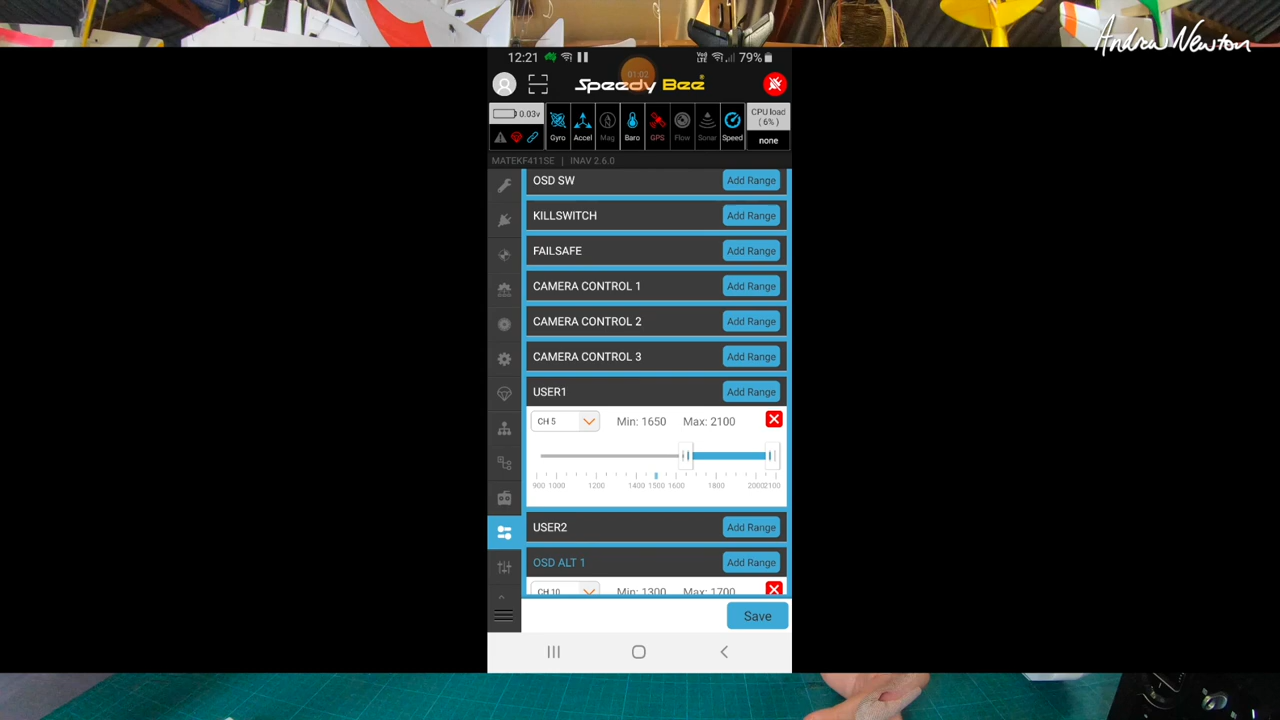 Andrew Newton
12:21 79%
01:02
Speedy Bee
0.03v Gyro Accel Mag Baro GPS Flow Sonar Speed CPU load
(6%)
none
MATEKF411SE | INAV 2.6.0
OSD SW Add Range
KILLSWITCH Add Range
FAILSAFE Add Range
CAMERA CONTROL 1 Add Range
CAMERA CONTROL 2 Add Range
CAMERA CONTROL 3 Add Range
USER1 Add Range
CH 5 Min: 1650 Max: 2100
900 1000 1200 1400 1500 1600 1800 2000 2100
USER2 Add Range
OSD ALT 1 Add Range
CH 10 Min: 1300 Max: 1700
Save